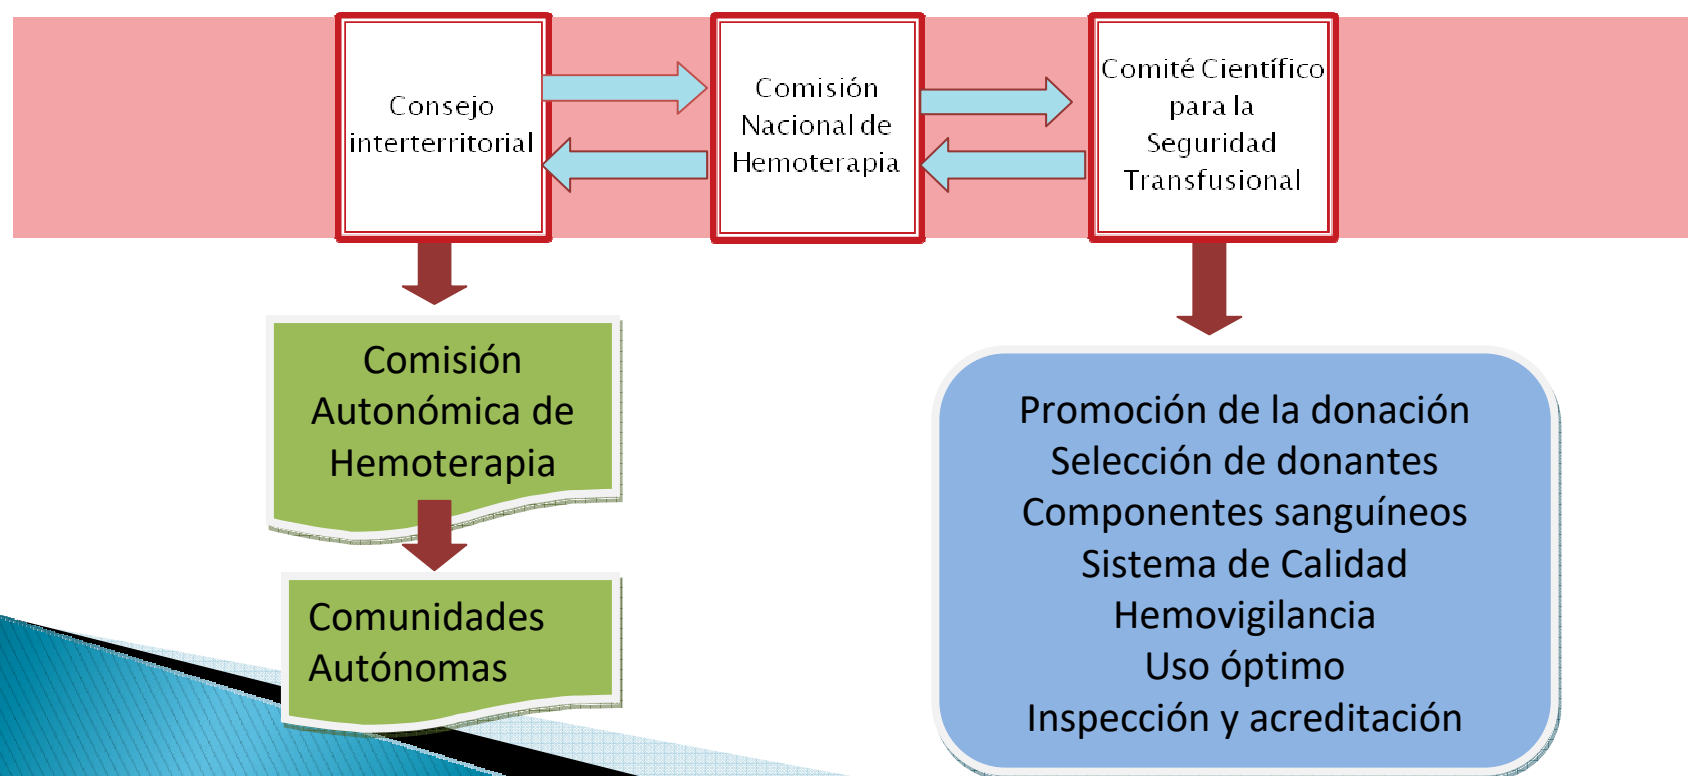 Consejo
interterritorial
Comisión
Nacional de
Hemoterapia
Comité Científico
para la
Seguridad
Transfusional
Comisión
Autonómica de
Hemoterapia
Comunidades
Autónomas
Promoción de la donación
Selección de donantes
Componentes sanguíneos
Sistema de Calidad
Hemovigilancia
Uso óptimo
Inspección y acreditación